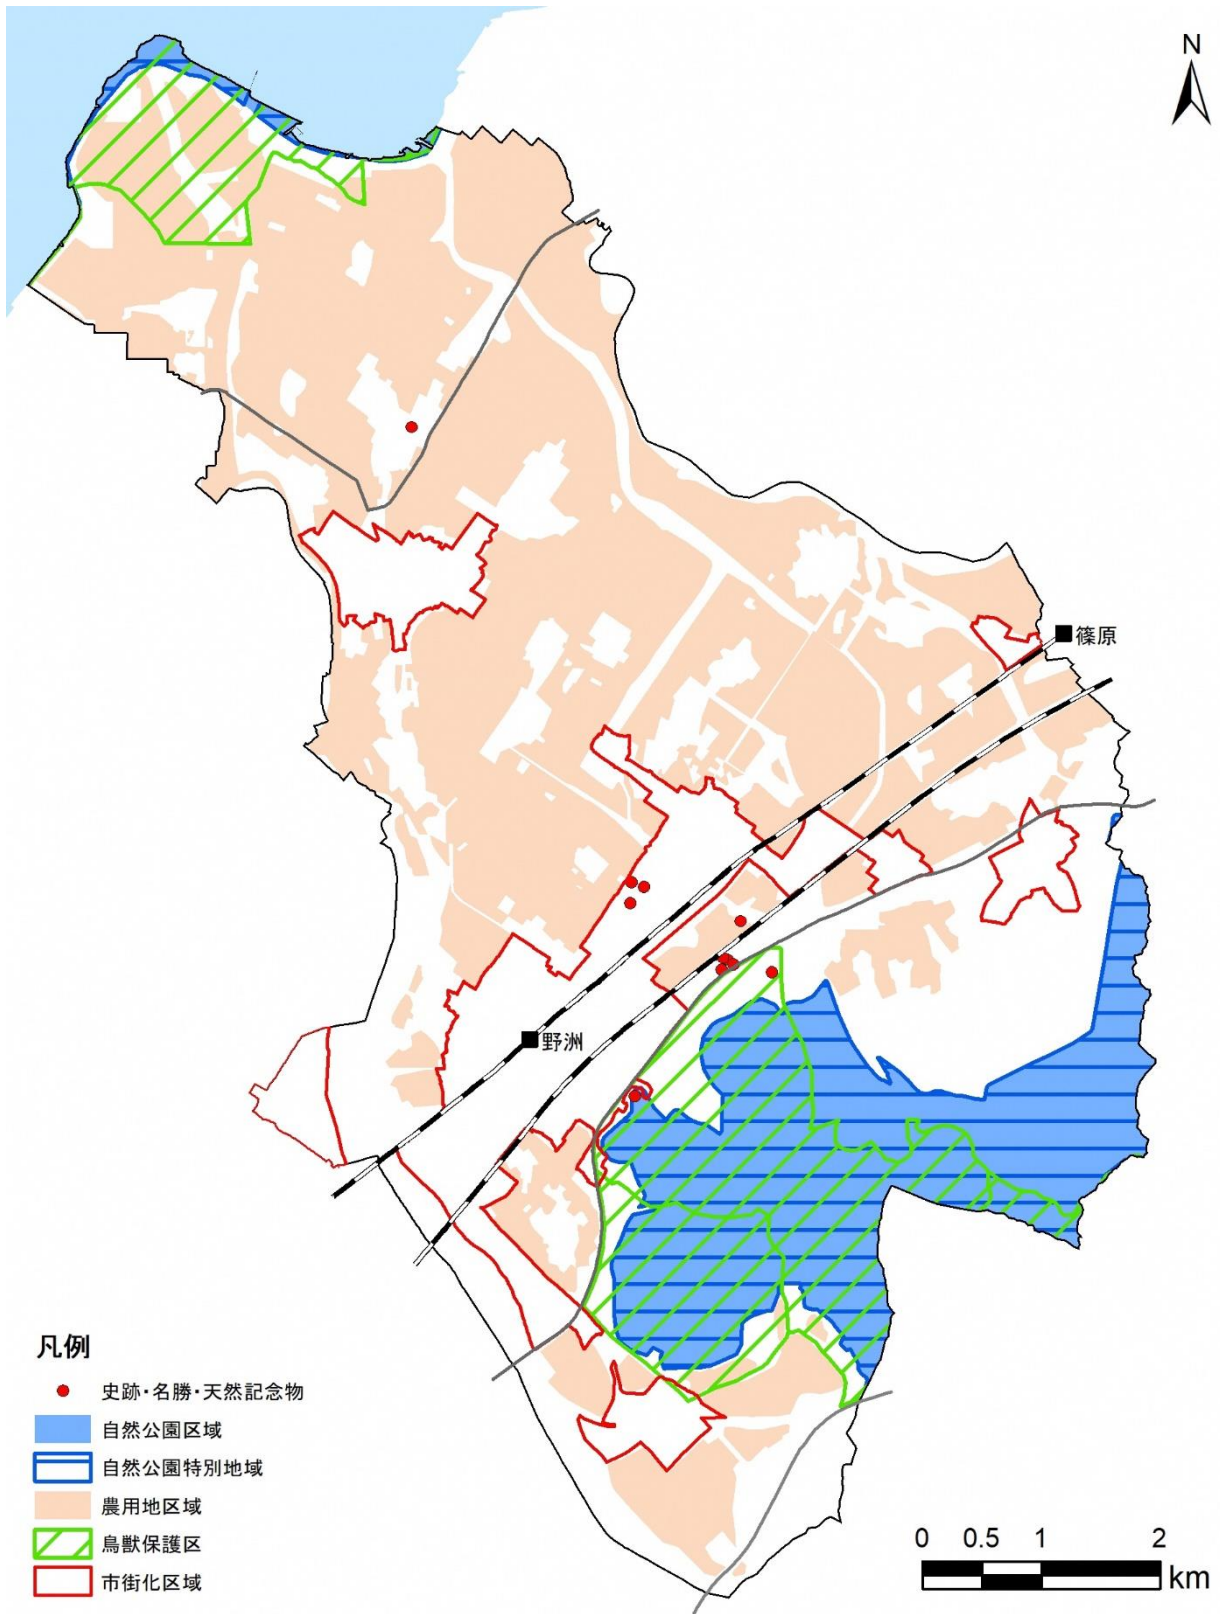 N
篠原
野洲
凡例
史跡・名勝・天然記念物
自然公園区域
自然公園特別地域
農用地区域
鳥獣保護区
市街化区域
0 0.5 1 2
km